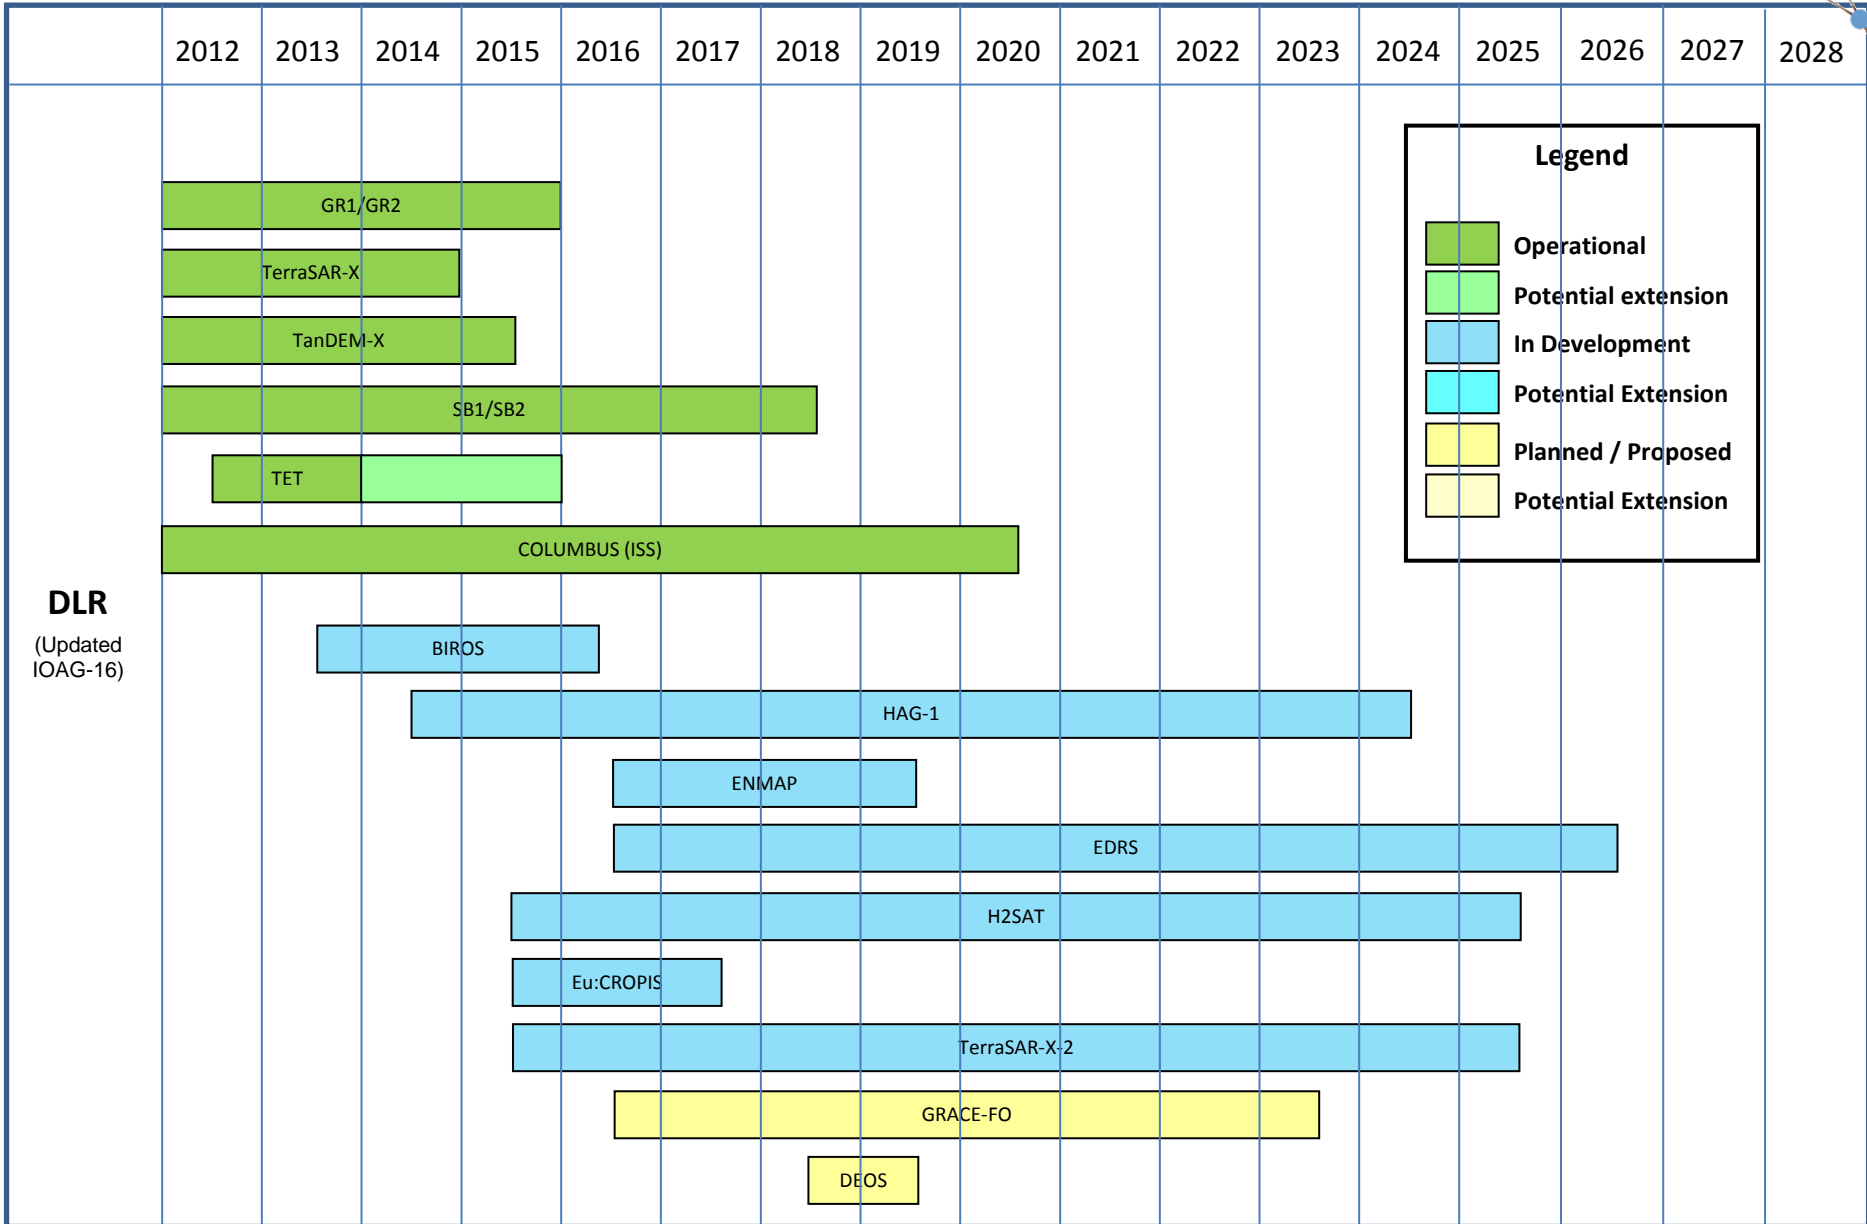 2012 2013 2014 2015 2016 2017 2018 2019 2020 2021 2022 2023 2024 2025 2026 2027 2028
Legend
Operational
Potential extension
In Development
Potential Extension
Planned / Proposed
Potential Extension
DLR
(Updated
IOAG-16)
GR1/GR2
TerraSAR-X
TanDEM-X
SB1/SB2
TET
COLUMBUS (ISS)
BIROS
HAG-1
ENMAP
EDRS
H2SAT
Eu:CROPIS
TerraSAR-X-2
GRACE-FO
DEOS